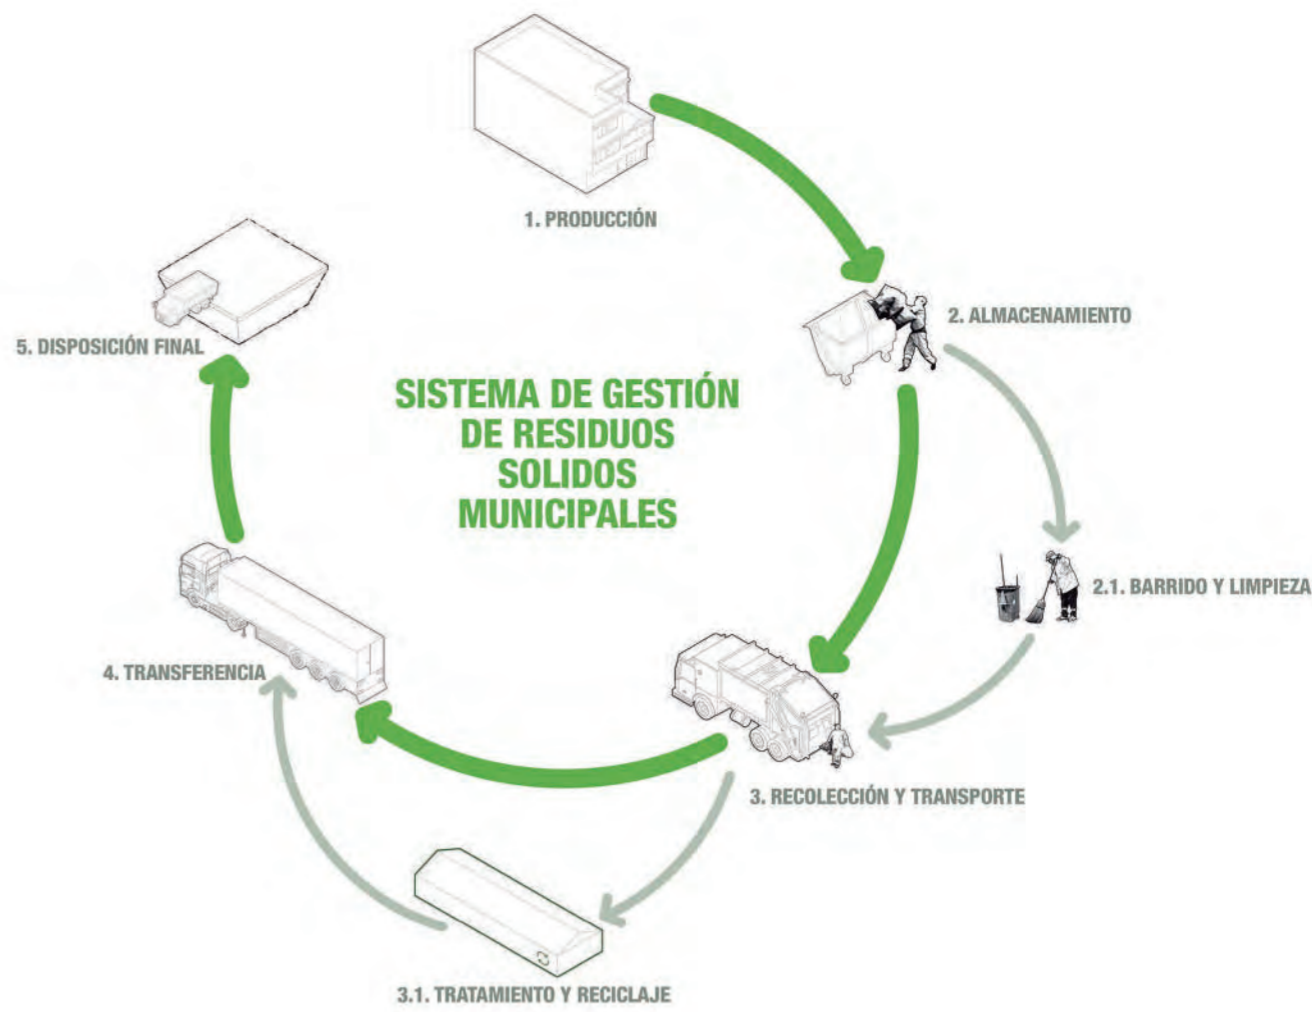 1. PRODUCCIÓN
2. ALMACENAMIENTO
5. DISPOSICIÓN FINAL
SISTEMA DE GESTIÓN
DE RESIDUOS
SOLIDOS
MUNICIPALES
2.1. BARRIDO Y LIMPIEZA
4. TRANSFERENCIA
3. RECOLECCIÓN Y TRANSPORTE
3.1. TRATAMIENTO Y RECICLAJE